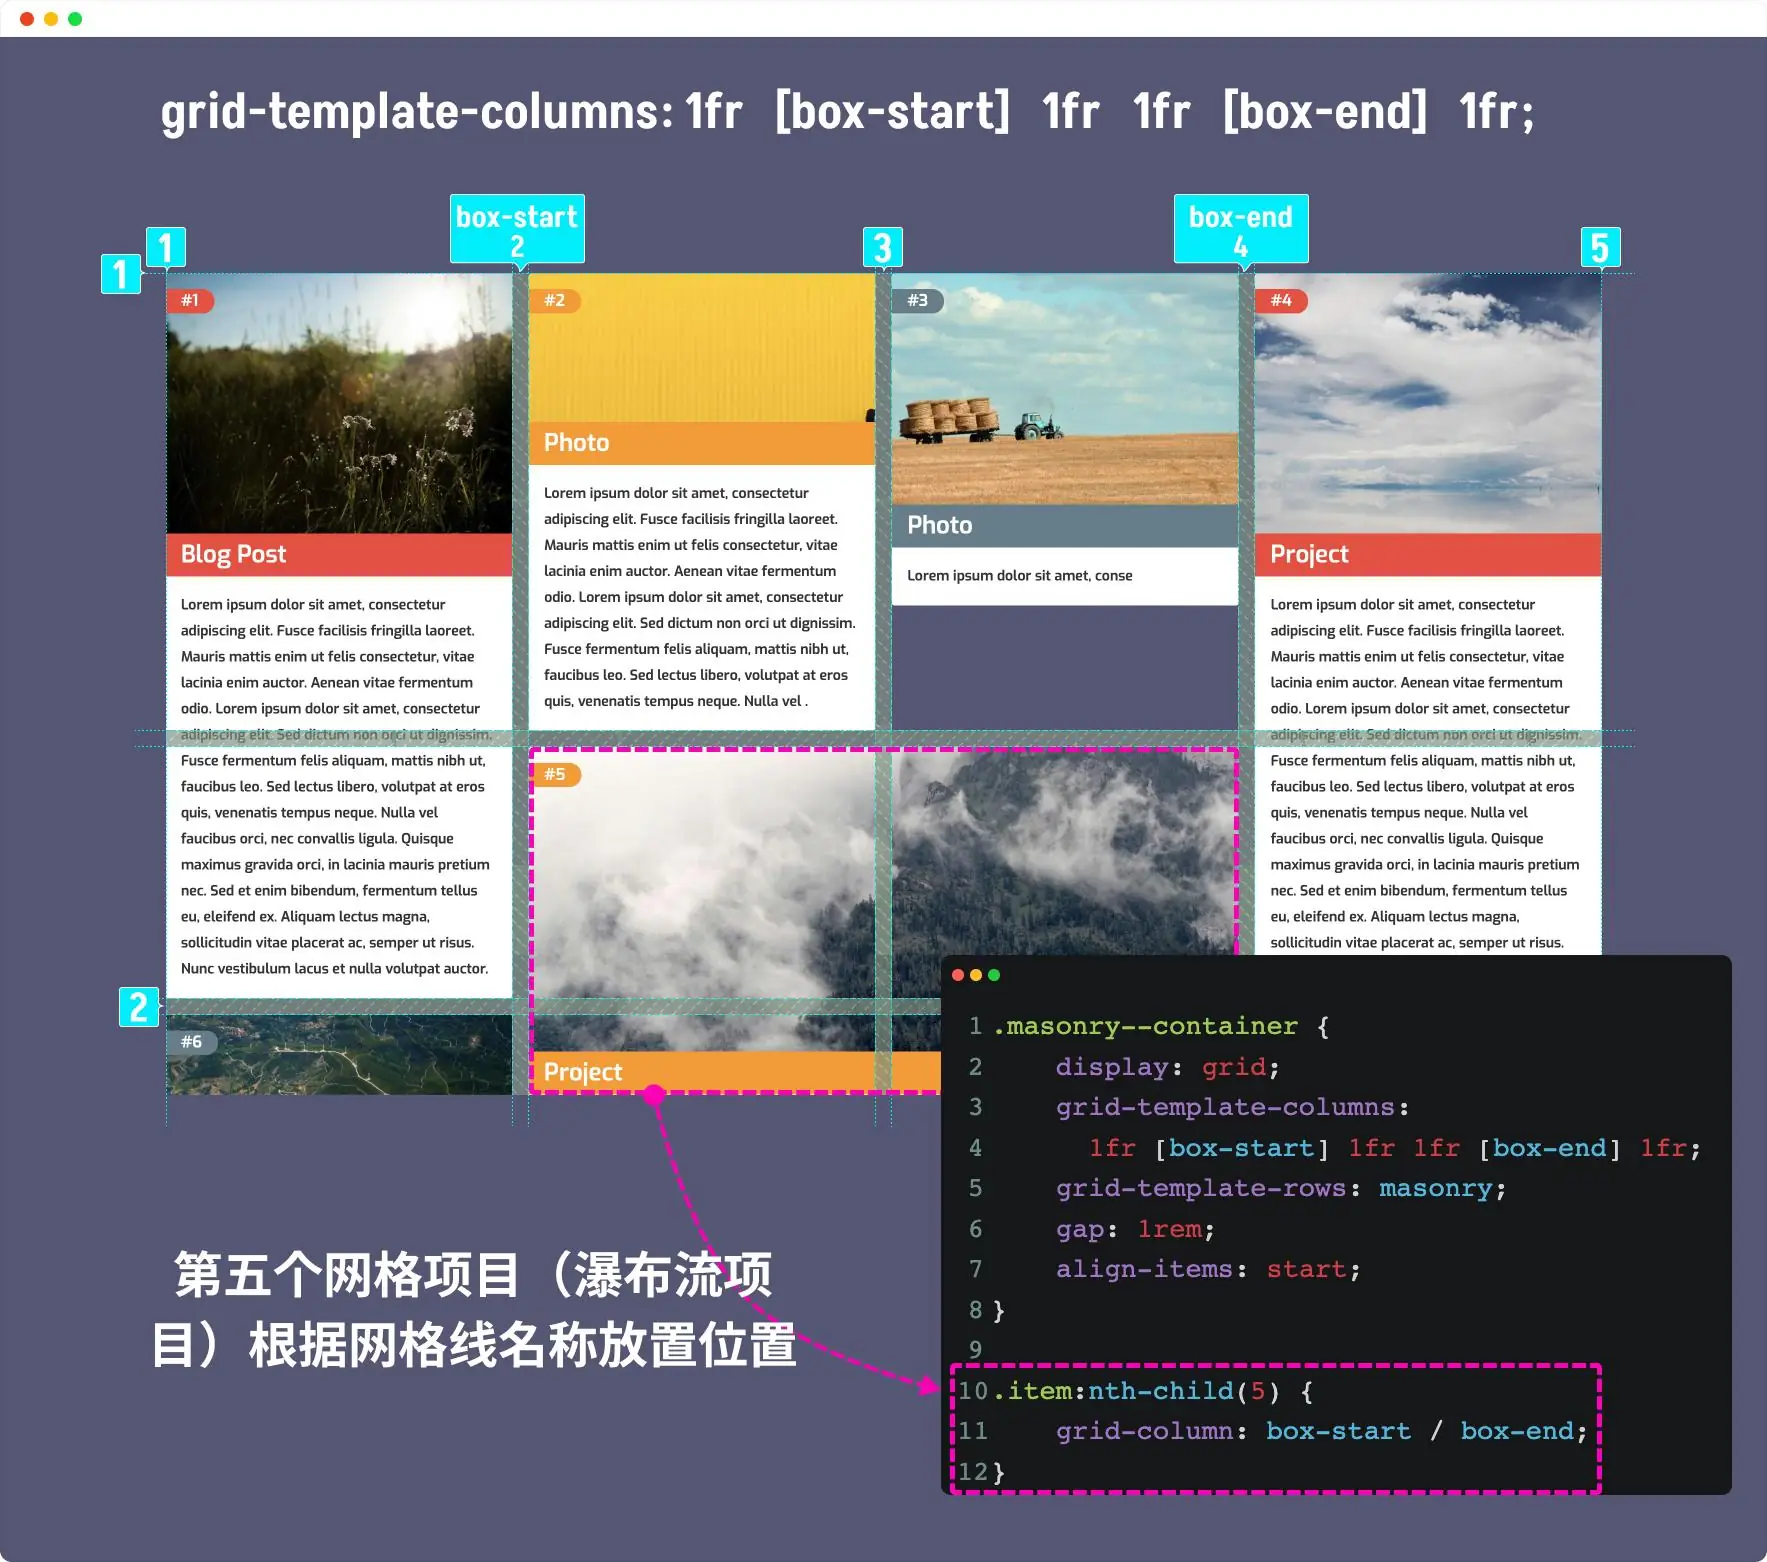 grid-template-columns: 1fr [box-start] 1fr 1fr [box-end] 1fr;
box-start
2
box-end
4
1
3
5
1
#1
#2
#3
#4
Blog Post
Lorem ipsum dolor sit amet, consectetur
adipiscing elit. Fusce facilisis fringilla laoreet.
Mauris mattis enim ut felis consectetur, vitae
lacinia enim auctor. Aenean vitae fermentum
odio. Lorem ipsum dolor sit amet, consectetur
adipiscing elit. Sed dictum non orci ut dignissim.
Fusce fermentum felis aliquam, mattis nibh ut,
faucibus leo. Sed lectus libero, volutpat at eros
quis, venenatis tempus neque. Nulla vel
faucibus orci, nec convallis ligula. Quisque
maximus gravida orci, in lacinia mauris pretium
nec. Sed et enim bibendum, fermentum tellus
eu, eleifend ex. Aliquam lectus magna,
sollicitudin vitae placerat ac, semper ut risus.
Nunc vestibulum lacus et nulla volutpat auctor.
Photo
Lorem ipsum dolor sit amet, consectetur
adipiscing elit. Fusce facilisis fringilla laoreet.
Mauris mattis enim ut felis consectetur, vitae
lacinia enim auctor. Aenean vitae fermentum
odio. Lorem ipsum dolor sit amet, consectetur
adipiscing elit. Sed dictum non orci ut dignissim.
Fusce fermentum felis aliquam, mattis nibh ut,
faucibus leo. Sed lectus libero, volutpat at eros
quis, venenatis tempus neque. Nulla vel .
Photo
Lorem ipsum dolor sit amet, conse
Project
Lorem ipsum dolor sit amet, consectetur
adipiscing elit. Fusce facilisis fringilla laoreet.
Mauris mattis enim ut felis consectetur, vitae
lacinia enim auctor. Aenean vitae fermentum
odio. Lorem ipsum dolor sit amet, consectetur
adipiscing elit. Sed dictum non orci ut dignissim.
Fusce fermentum felis aliquam, mattis nibh ut,
faucibus leo. Sed lectus libero, volutpat at eros
quis, venenatis tempus neque. Nulla vel
faucibus orci, nec convallis ligula. Quisque
maximus gravida orci, in lacinia mauris pretium
nec. Sed et enim bibendum, fermentum tellus
eu, eleifend ex. Aliquam lectus magna,
sollicitudin vitae placerat ac, semper ut risus.
#5
Project
2
#6
第五个网格项目（瀑布流项
目）根据网格线名称放置位置
1 .masonry--container {
2 display: grid;
3 grid-template-columns:
4 1fr [box-start] 1fr 1fr [box-end] 1fr;
5 grid-template-rows: masonry;
6 gap: 1rem;
7 align-items: start;
8 }
9
10 .item:nth-child(5) {
11 grid-column: box-start / box-end;
12 }